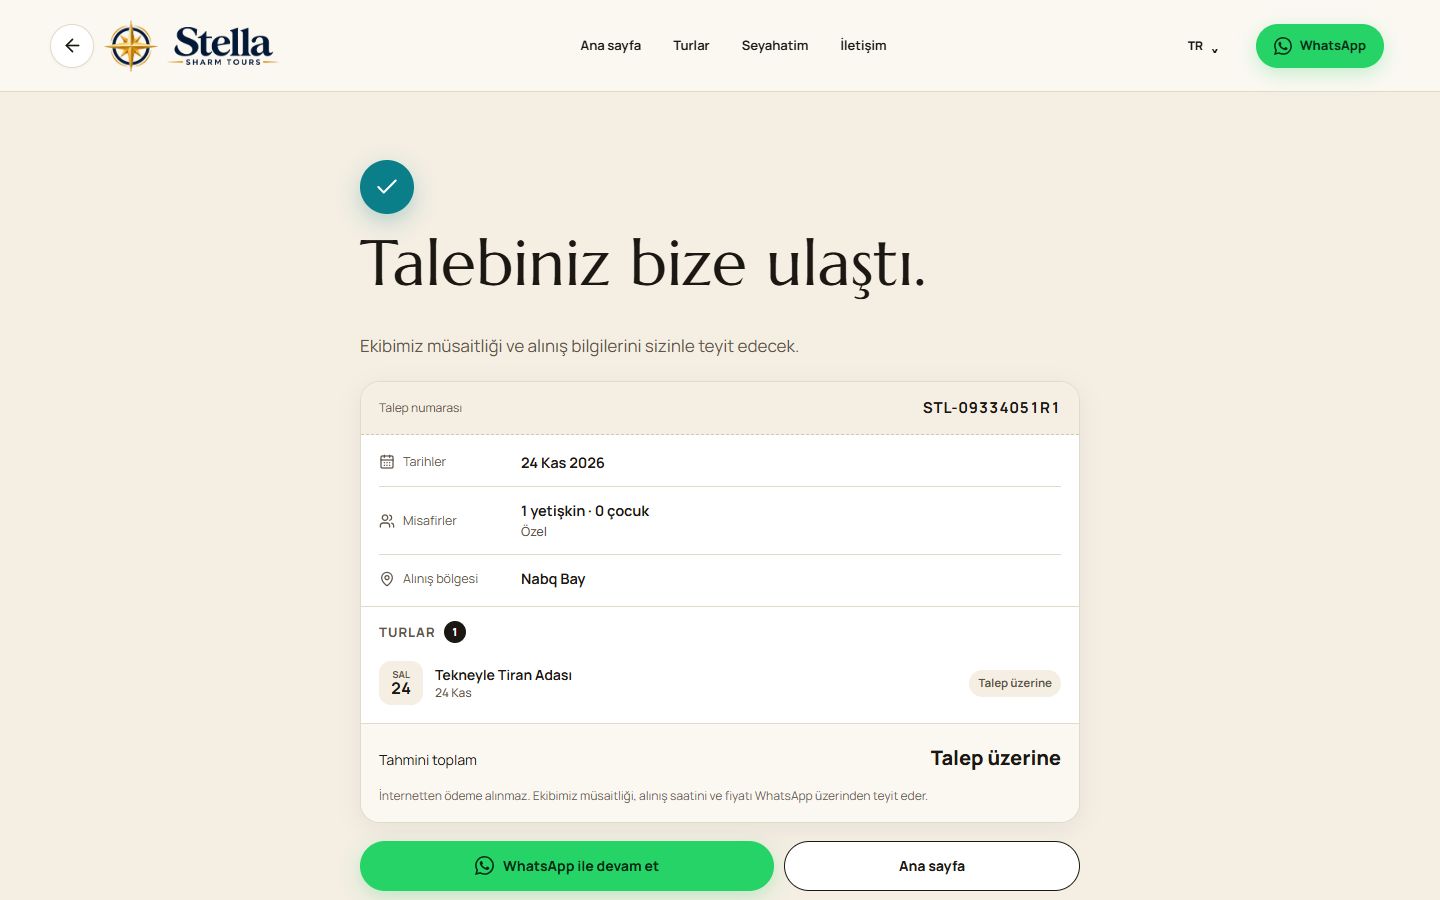 Stella
SHARM TOURS
Ana sayfa
Turlar
Seyahatim
İletişim
TR
WhatsApp
Talebiniz bize ulaştı.
Ekibimiz müsaitliği ve alınış bilgilerini sizinle teyit edecek.
Talep numarası
STL-09334051R1
Tarihler
24 Kas 2026
Misafirler
1 yetişkin · 0 çocuk
Özel
Alınış bölgesi
Nabq Bay
TURLAR 1
SAL
24
Tekneyle Tiran Adası
24 Kas
Talep üzerine
Tahmini toplam
Talep üzerine
İnternetten ödeme alınmaz. Ekibimiz müsaitliği, alınış saatini ve fiyatı WhatsApp üzerinden teyit eder.
WhatsApp ile devam et
Ana sayfa